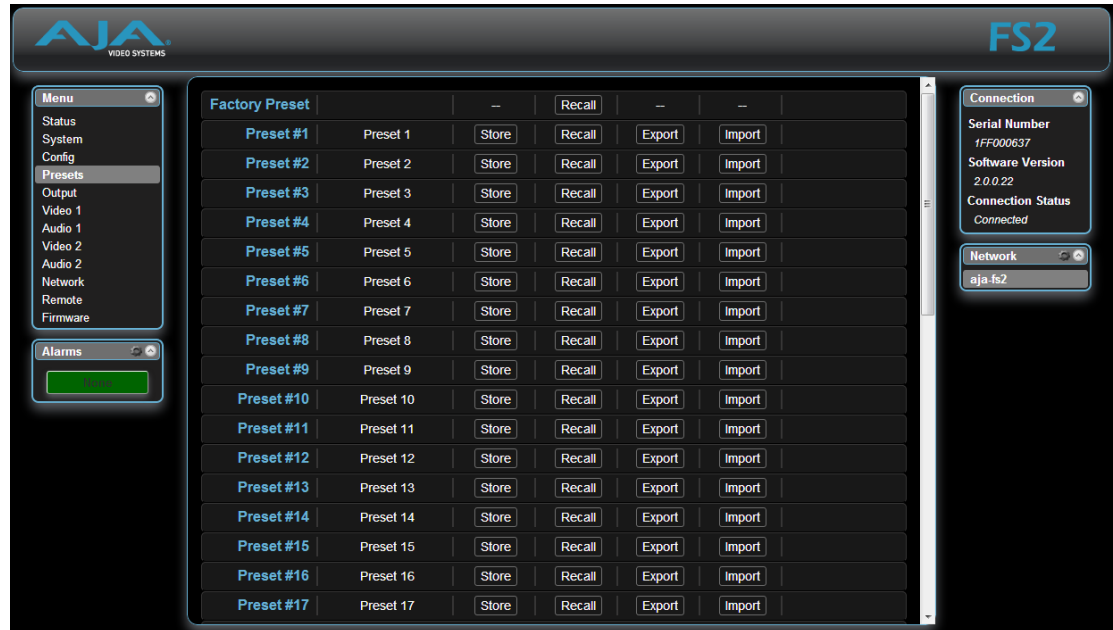 AJA
VIDEO SYSTEMS
FS2
Menu
Status
System
Config
Presets
Output
Video 1
Audio 1
Video 2
Audio 2
Network
Remote
Firmware
Alarms
None
Factory Preset -- Recall -- --
Preset #1 Preset 1 Store Recall Export Import
Preset #2 Preset 2 Store Recall Export Import
Preset #3 Preset 3 Store Recall Export Import
Preset #4 Preset 4 Store Recall Export Import
Preset #5 Preset 5 Store Recall Export Import
Preset #6 Preset 6 Store Recall Export Import
Preset #7 Preset 7 Store Recall Export Import
Preset #8 Preset 8 Store Recall Export Import
Preset #9 Preset 9 Store Recall Export Import
Preset #10 Preset 10 Store Recall Export Import
Preset #11 Preset 11 Store Recall Export Import
Preset #12 Preset 12 Store Recall Export Import
Preset #13 Preset 13 Store Recall Export Import
Preset #14 Preset 14 Store Recall Export Import
Preset #15 Preset 15 Store Recall Export Import
Preset #16 Preset 16 Store Recall Export Import
Preset #17 Preset 17 Store Recall Export Import
Connection
Serial Number
1FF000637
Software Version
2.0.0.22
Connection Status
Connected
Network
aja-fs2